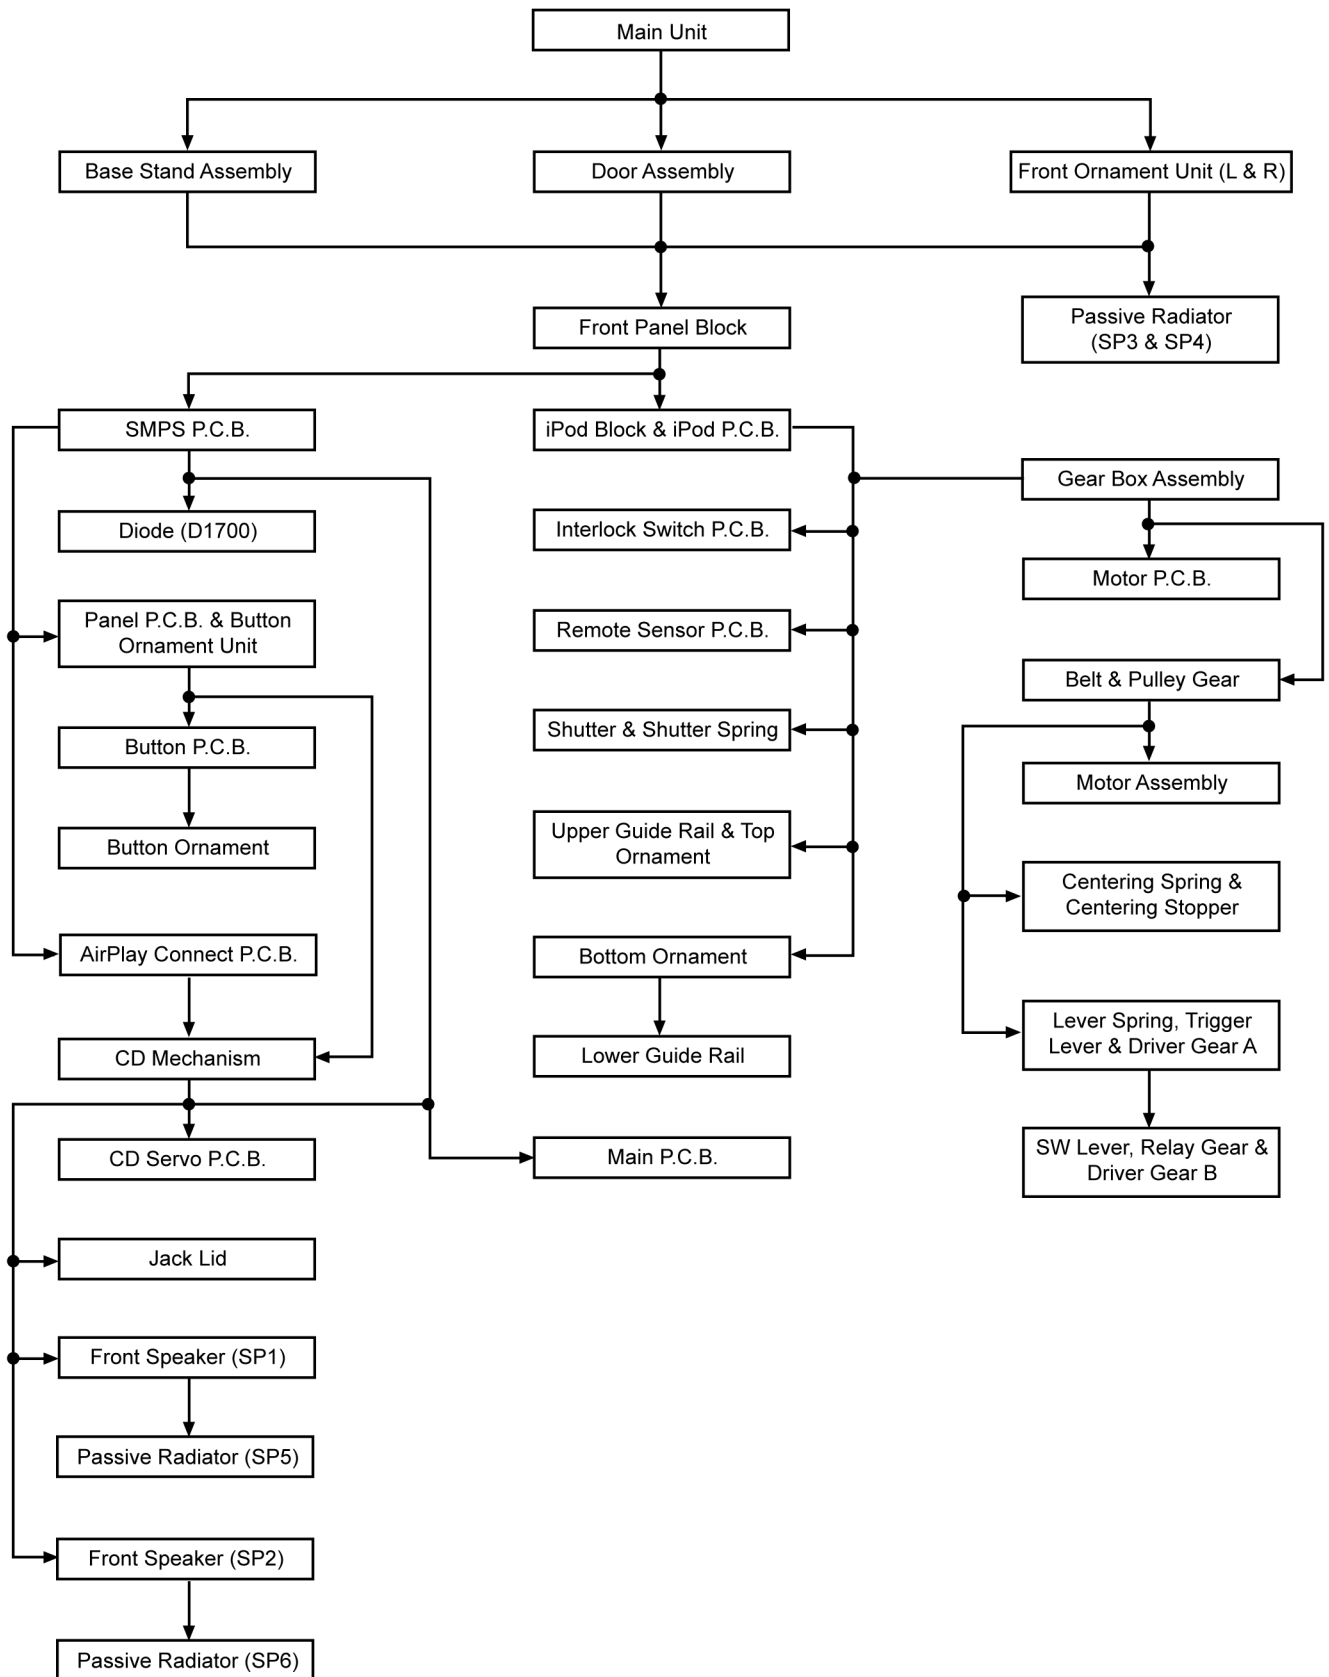 Main Unit
Base Stand Assembly
Door Assembly
Front Ornament Unit (L & R)
Front Panel Block
Passive Radiator
(SP3 & SP4)
SMPS P.C.B.
iPod Block & iPod P.C.B.
Gear Box Assembly
Diode (D1700)
Interlock Switch P.C.B.
Motor P.C.B.
Panel P.C.B. & Button
Ornament Unit
Remote Sensor P.C.B.
Belt & Pulley Gear
Button P.C.B.
Shutter & Shutter Spring
Motor Assembly
Button Ornament
Upper Guide Rail & Top
Ornament
Centering Spring &
Centering Stopper
AirPlay Connect P.C.B.
Bottom Ornament
Lever Spring, Trigger
Lever & Driver Gear A
CD Mechanism
Lower Guide Rail
CD Servo P.C.B.
Main P.C.B.
SW Lever, Relay Gear &
Driver Gear B
Jack Lid
Front Speaker (SP1)
Passive Radiator (SP5)
Front Speaker (SP2)
Passive Radiator (SP6)